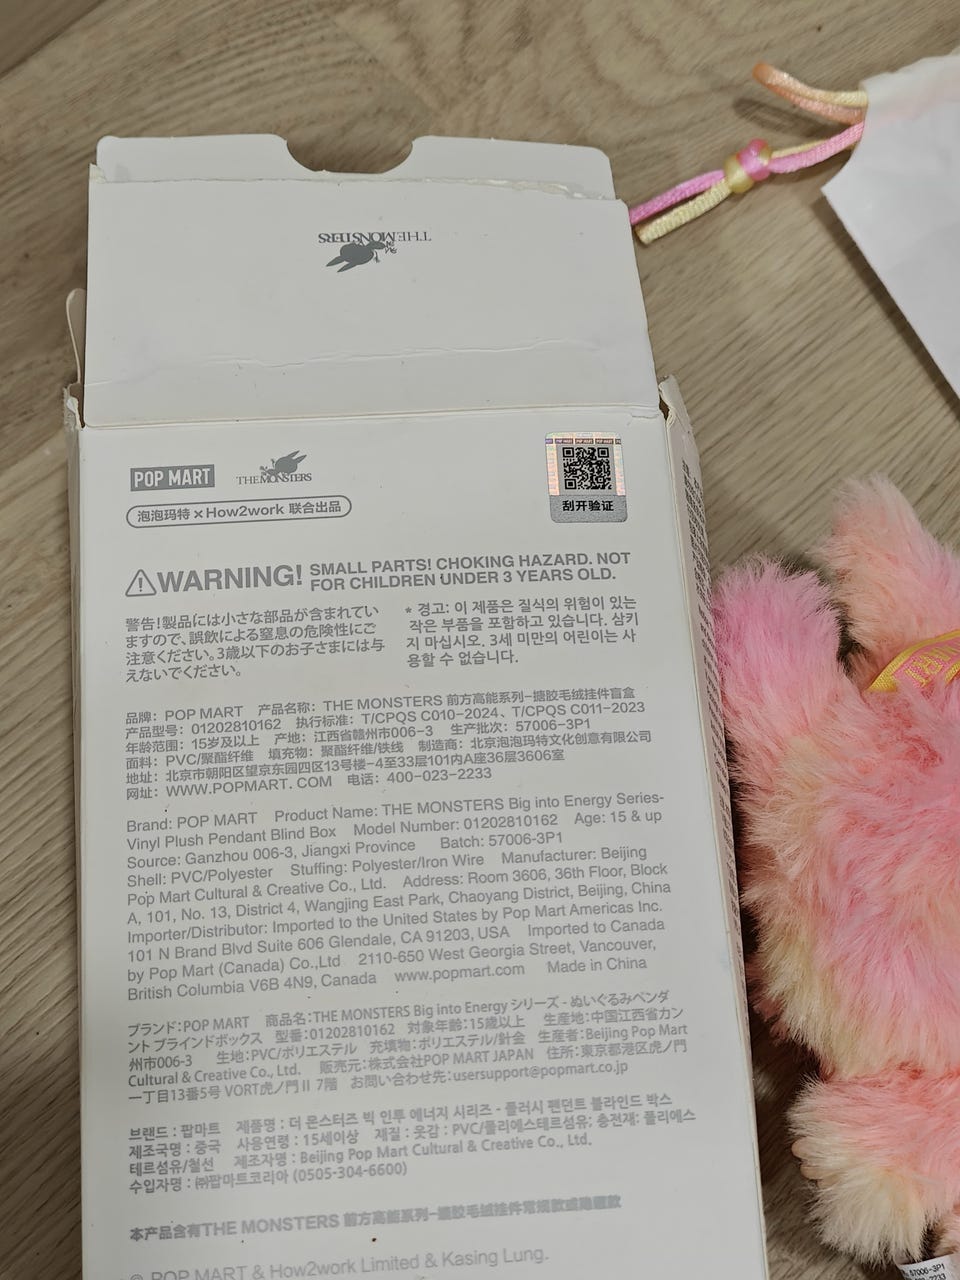 THE MONSTERS
POP MART
THE MONSTERS
泡泡玛特 × How2work 联合出品
POP MART POP MART POP MART
刮开验证
WARNING! SMALL PARTS! CHOKING HAZARD. NOT
FOR CHILDREN UNDER 3 YEARS OLD.
警告!製品には小さな部品が含まれてい
ますので、誤飲による窒息の危険性にご
注意ください。3歳以下のお子さまには与
えないでください。
* 경고: 이 제품은 질식의 위험이 있는
작은 부품을 포함하고 있습니다. 삼키
지 마십시오. 3세 미만의 어린이는 사
용할 수 없습니다.
品牌: POP MART 产品名称: THE MONSTERS 前方高能系列-搪胶毛绒挂件盲盒
产品型号: 01202810162 执行标准: T/CPQS C010-2024、T/CPQS C011-2023
年龄范围: 15岁及以上 产地: 江西省赣州市006-3 生产批次: 57006-3P1
面料: PVC/聚酯纤维 填充物: 聚酯纤维/铁线 制造商: 北京泡泡玛特文化创意有限公司
地址: 北京市朝阳区望京东园四区13号楼-4至33层101内A座36层3606室
网址: WWW.POPMART.COM 电话: 400-023-2233
Brand: POP MART Product Name: THE MONSTERS Big into Energy Series-
Vinyl Plush Pendant Blind Box Model Number: 01202810162 Age: 15 & up
Source: Ganzhou 006-3, Jiangxi Province Batch: 57006-3P1
Shell: PVC/Polyester Stuffing: Polyester/Iron Wire Manufacturer: Beijing
Pop Mart Cultural & Creative Co., Ltd. Address: Room 3606, 36th Floor, Block
A, 101, No. 13, District 4, Wangjing East Park, Chaoyang District, Beijing, China
Importer/Distributor: Imported to the United States by Pop Mart Americas Inc.
101 N Brand Blvd Suite 606 Glendale, CA 91203, USA Imported to Canada
by Pop Mart (Canada) Co.,Ltd 2110-650 West Georgia Street, Vancouver,
British Columbia V6B 4N9, Canada www.popmart.com Made in China
ブランド:POP MART 商品名:THE MONSTERS Big into Energy シリーズ - ぬいぐるみペンダ
ント ブラインドボックス 型番:01202810162 対象年齢:15歳以上 生産地:中国江西省カン
州市006-3 生地:PVC/ポリエステル 充填物:ポリエステル/針金 生産者:Beijing Pop Mart
Cultural & Creative Co., Ltd. 販売元:株式会社POP MART JAPAN 住所:東京都港区虎ノ門
一丁目13番5号 VORT虎ノ門Ⅱ 7階 お問い合わせ先:usersupport@popmart.co.jp
브랜드 : 팝마트 제품명 : 더 몬스터즈 빅 인투 에너지 시리즈 - 플러시 펜던트 블라인드 박스
제조국명 : 중국 사용연령 : 15세이상 재질 : 옷감 : PVC/폴리에스테르섬유; 충전재: 폴리에스
테르섬유/철선 제조자명 : Beijing Pop Mart Cultural & Creative Co., Ltd.
수입자명 : ㈜팝마트코리아 (0505-304-6600)
本产品含有THE MONSTERS 前方高能系列-搪胶毛绒挂件常规款或隐藏款
© POP MART & How2work Limited & Kasing Lung.
57006-3P1
2233